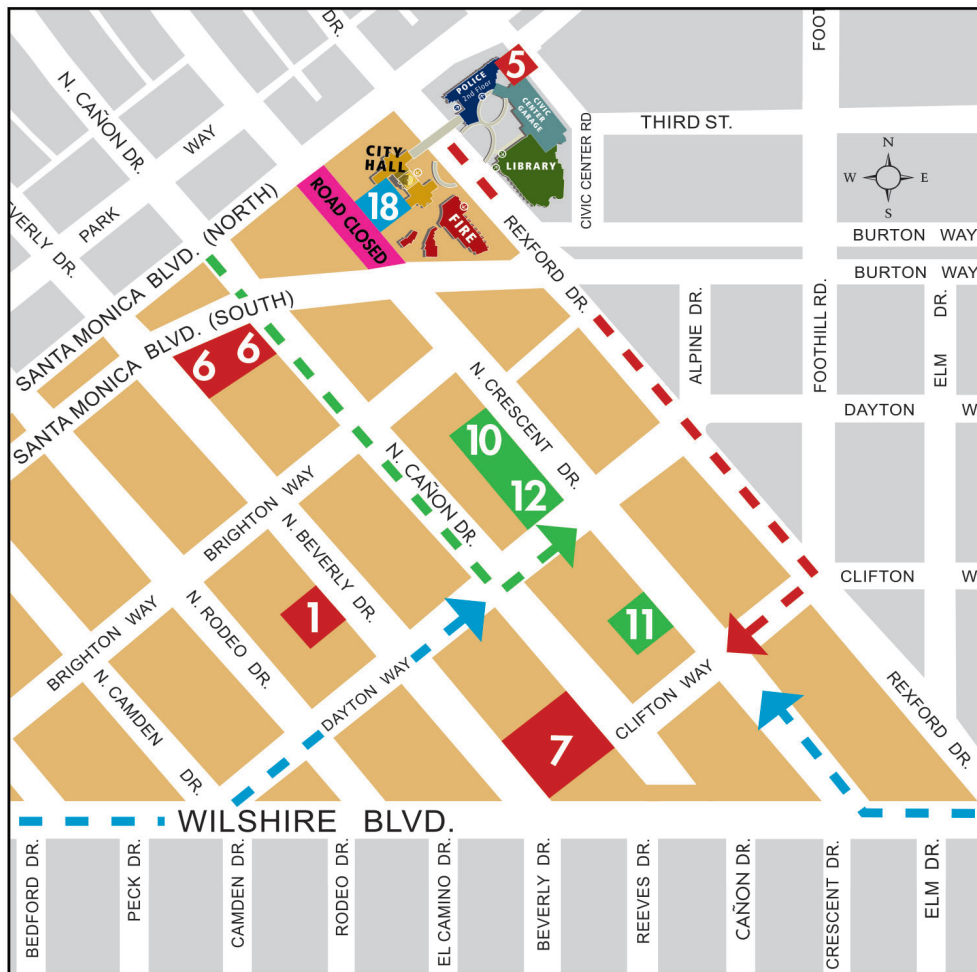 DR.
FOOT
N. CAÑON DR.
WAY
PARK
EVERLY DR.
POLICE
2nd Floor
5
CIVIC
CENTER
GARAGE
LIBRARY
CITY
HALL
18
FIRE
ROAD CLOSED
CIVIC CENTER RD
THIRD ST.
N
W E
S
BURTON WAY
BURTON WAY
REXFORD DR.
SANTA MONICA BLVD. (NORTH)
SANTA MONICA BLVD. (SOUTH)
6 6
ALPINE DR.
FOOTHILL RD.
ELM DR.
DAYTON W
N. CRESCENT DR.
10
12
N. CAÑON DR.
BRIGHTON WAY
N. BEVERLY DR.
CLIFTON W
1
11
N. RODEO DR.
BRIGHTON WAY
N. CAMDEN DR.
DAYTON WAY
7
CLIFTON WAY
REXFORD DR.
WILSHIRE BLVD.
BEDFORD DR.
PECK DR.
CAMDEN DR.
RODEO DR.
EL CAMINO DR.
BEVERLY DR.
REEVES DR.
CAÑON DR.
CRESCENT DR.
ELM DR.